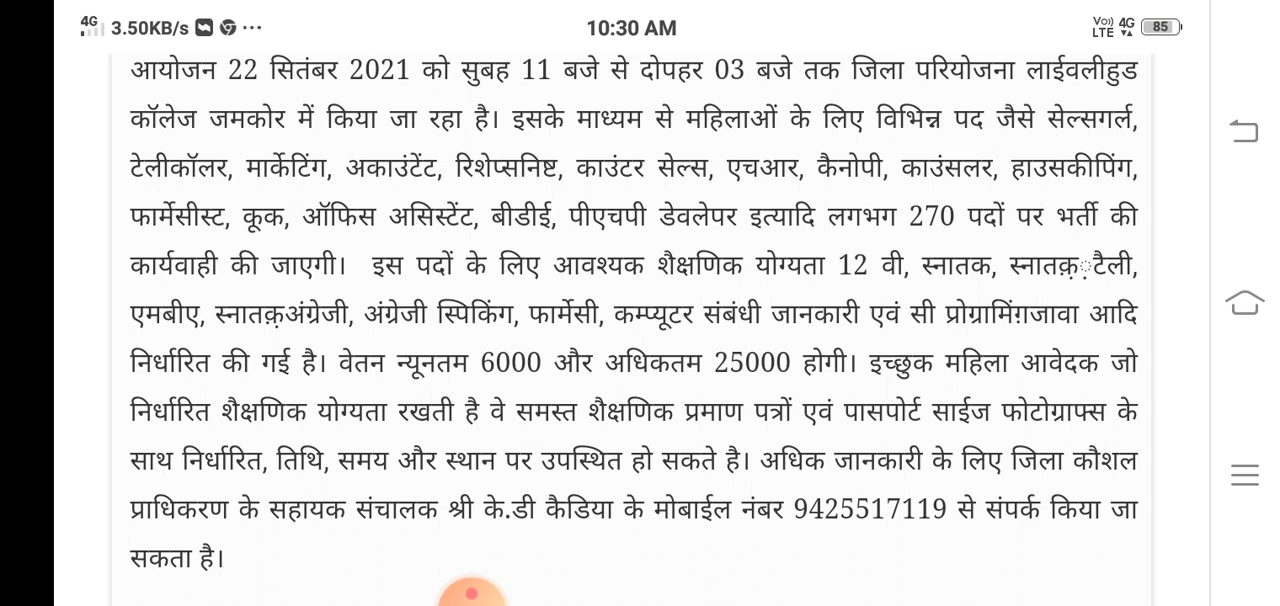 4G 3.50KB/s ... 10:30 AM Vo) LTE 4G 85
आयोजन 22 सितंबर 2021 को सुबह 11 बजे से दोपहर 03 बजे तक जिला परियोजना लाईवलीहुड
कॉलेज जमकोर में किया जा रहा है। इसके माध्यम से महिलाओं के लिए विभिन्न पद जैसे सेल्सगर्ल,
टेलीकॉलर, मार्केटिंग, अकाउंटेंट, रिशेप्सनिष्ट, काउंटर सेल्स, एचआर, कैनोपी, काउंसलर, हाउसकीपिंग,
फार्मेसीस्ट, कूक, ऑफिस असिस्टेंट, बीडीई, पीएचपी डेवलेपर इत्यादि लगभग 270 पदों पर भर्ती की
कार्यवाही की जाएगी। इस पदों के लिए आवश्यक शैक्षणिक योग्यता 12 वी, स्नातक, स्नातक़़टैली,
एमबीए, स्नातक़अंग्रेजी, अंग्रेजी स्पिकिंग, फार्मेसी, कम्प्यूटर संबंधी जानकारी एवं सी प्रोग्रामिंग़जावा आदि
निर्धारित की गई है। वेतन न्यूनतम 6000 और अधिकतम 25000 होगी। इच्छुक महिला आवेदक जो
निर्धारित शैक्षणिक योग्यता रखती है वे समस्त शैक्षणिक प्रमाण पत्रों एवं पासपोर्ट साईज फोटोग्राफ्स के
साथ निर्धारित, तिथि, समय और स्थान पर उपस्थित हो सकते है। अधिक जानकारी के लिए जिला कौशल
प्राधिकरण के सहायक संचालक श्री के.डी कैडिया के मोबाईल नंबर 9425517119 से संपर्क किया जा
सकता है।